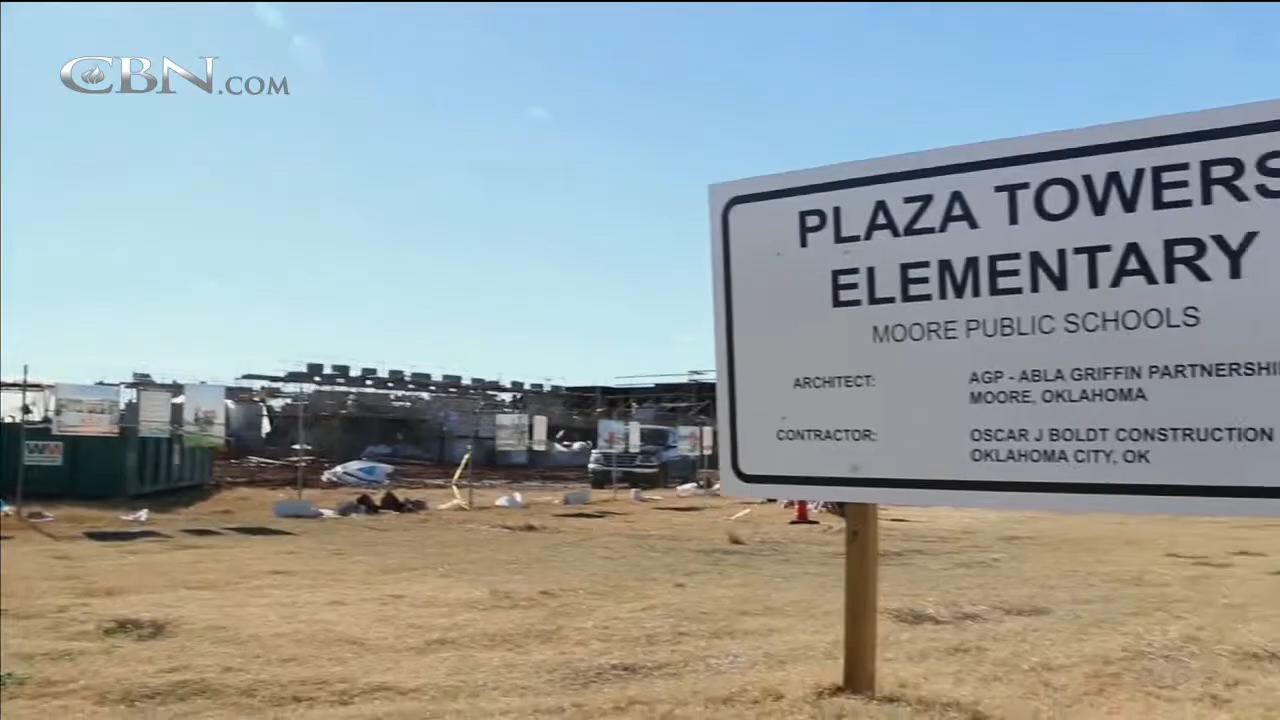 CBN.COM
PLAZA TOWERS
ELEMENTARY
MOORE PUBLIC SCHOOLS
ARCHITECT: AGP - ABLA GRIFFIN PARTNERSHI
MOORE, OKLAHOMA
CONTRACTOR: OSCAR J BOLDT CONSTRUCTION
OKLAHOMA CITY, OK
WM